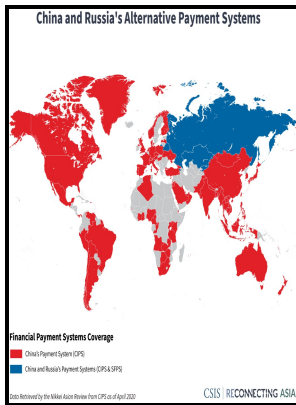 China and Russia's Alternative Payment Systems
Financial Payment Systems Coverage
China's Payment System (CIPS)
China and Russia's Payment Systems (CIPS & SFPS)
Data Retrieved by the Nikkei Asian Review from CIPS as of April 2020
CSIS | RECONNECTING ASIA